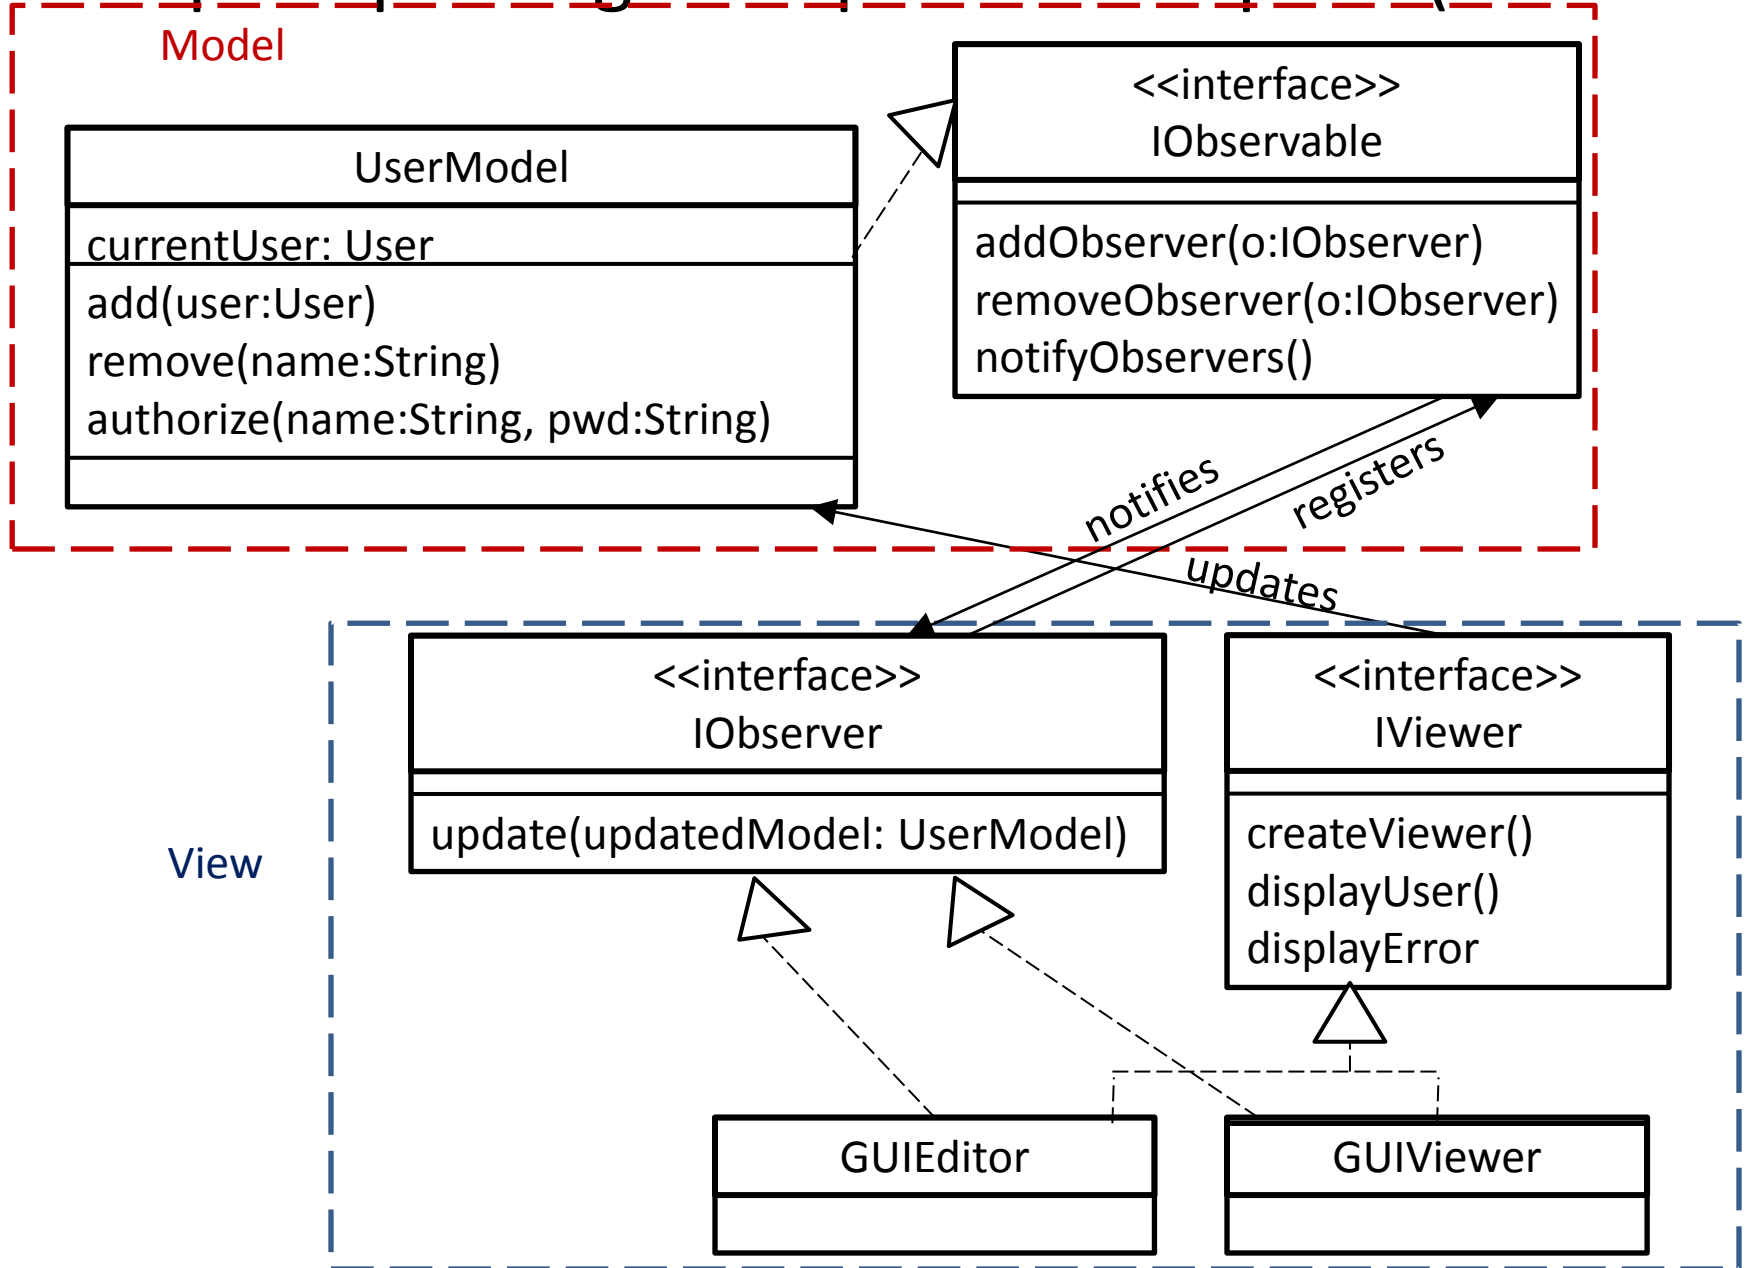 Model
<<interface>>
IObservable
addObserver(o:IObserver)
removeObserver(o:IObserver)
notifyObservers()
UserModel
currentUser: User
add(user:User)
remove(name:String)
authorize(name:String, pwd:String)
notifies
registers
updates
View
<<interface>>
IObserver
update(updatedModel: UserModel)
<<interface>>
IViewer
createViewer()
displayUser()
displayError
GUIEditor
GUIViewer